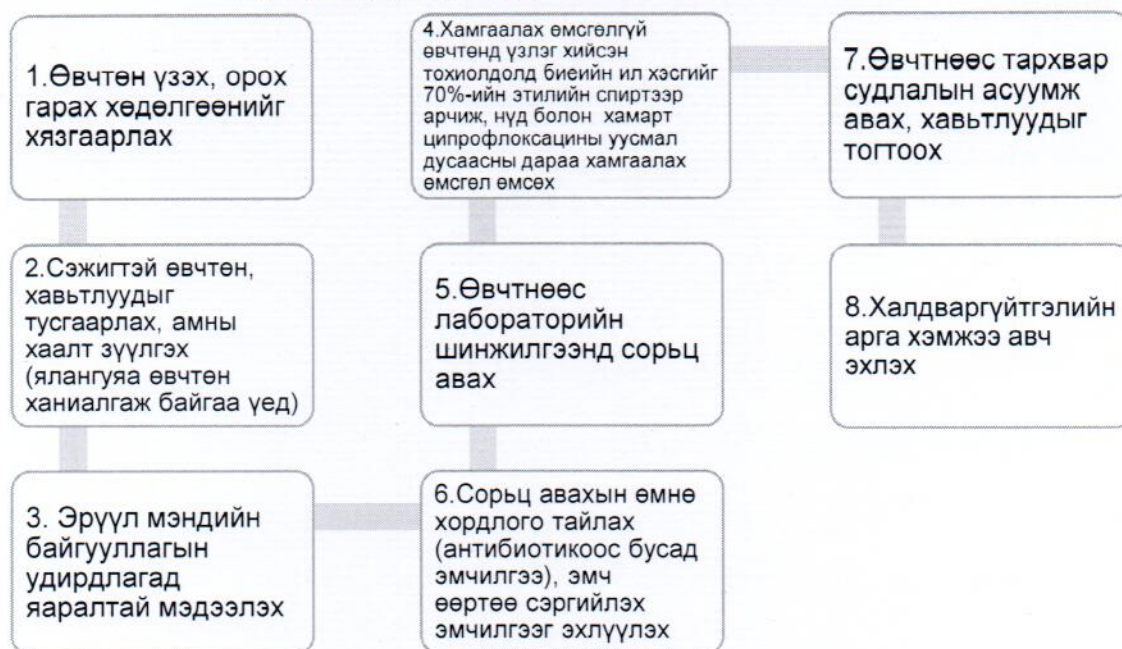 1.Өвчтөн үзэх, орох
гарах хөдөлгөөнийг
хязгаарлах
2.Сэжигтэй өвчтөн,
хавьтлуудыг
тусгаарлах, амны
хаалт зүүлгэх
(ялангуяа өвчтөн
ханиалгаж байгаа үед)
3. Эрүүл мэндийн
байгууллагын
удирдлагад
яаралтай мэдээлэх
4.Хамгаалах өмсгөлгүй
өвчтөнд үзлэг хийсэн
тохиолдолд биеийн ил хэсгийг
70%-ийн этилийн спиртээр
арчиж, нүд болон хамарт
ципрофлоксацины уусмал
дусаасны дараа хамгаалах
өмсгөл өмсөх
5.Өвчтнөөс
лабораторийн
шинжилгээнд сорьц
авах
6.Сорьц авахын өмнө
хордлого тайлах
(антибиотикоос бусад
эмчилгээ), эмч
өөртөө сэргийлэх
эмчилгээг эхлүүлэх
7.Өвчтнөөс тархвар
судлалын асуумж
авах, хавьтлуудыг
тогтоох
8.Халдваргүйтгэлийн
арга хэмжээ авч
эхлэх